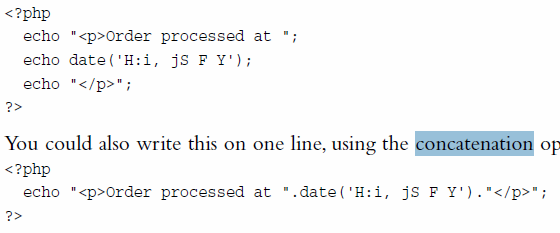 <?php
echo "<p>Order processed at ";
echo date('H:i, jS F Y');
echo "</p>";
?>
You could also write this on one line, using the concatenation op
<?php
echo "<p>Order processed at ".date('H:i, jS F Y')."</p>";
?>